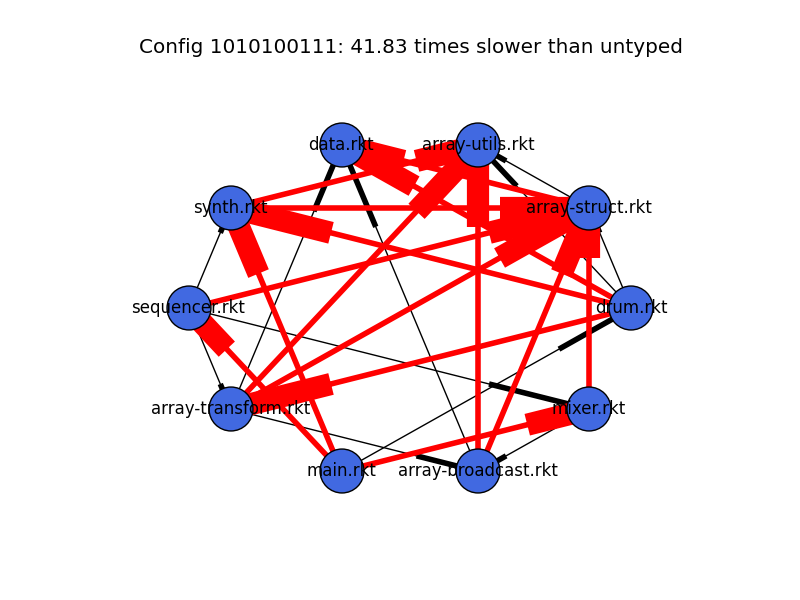 Config 1010100111: 41.83 times slower than untyped
data.rkt
array-utils.rkt
synth.rkt
array-struct.rkt
sequencer.rkt
drum.rkt
array-transform.rkt
mixer.rkt
main.rkt
array-broadcast.rkt